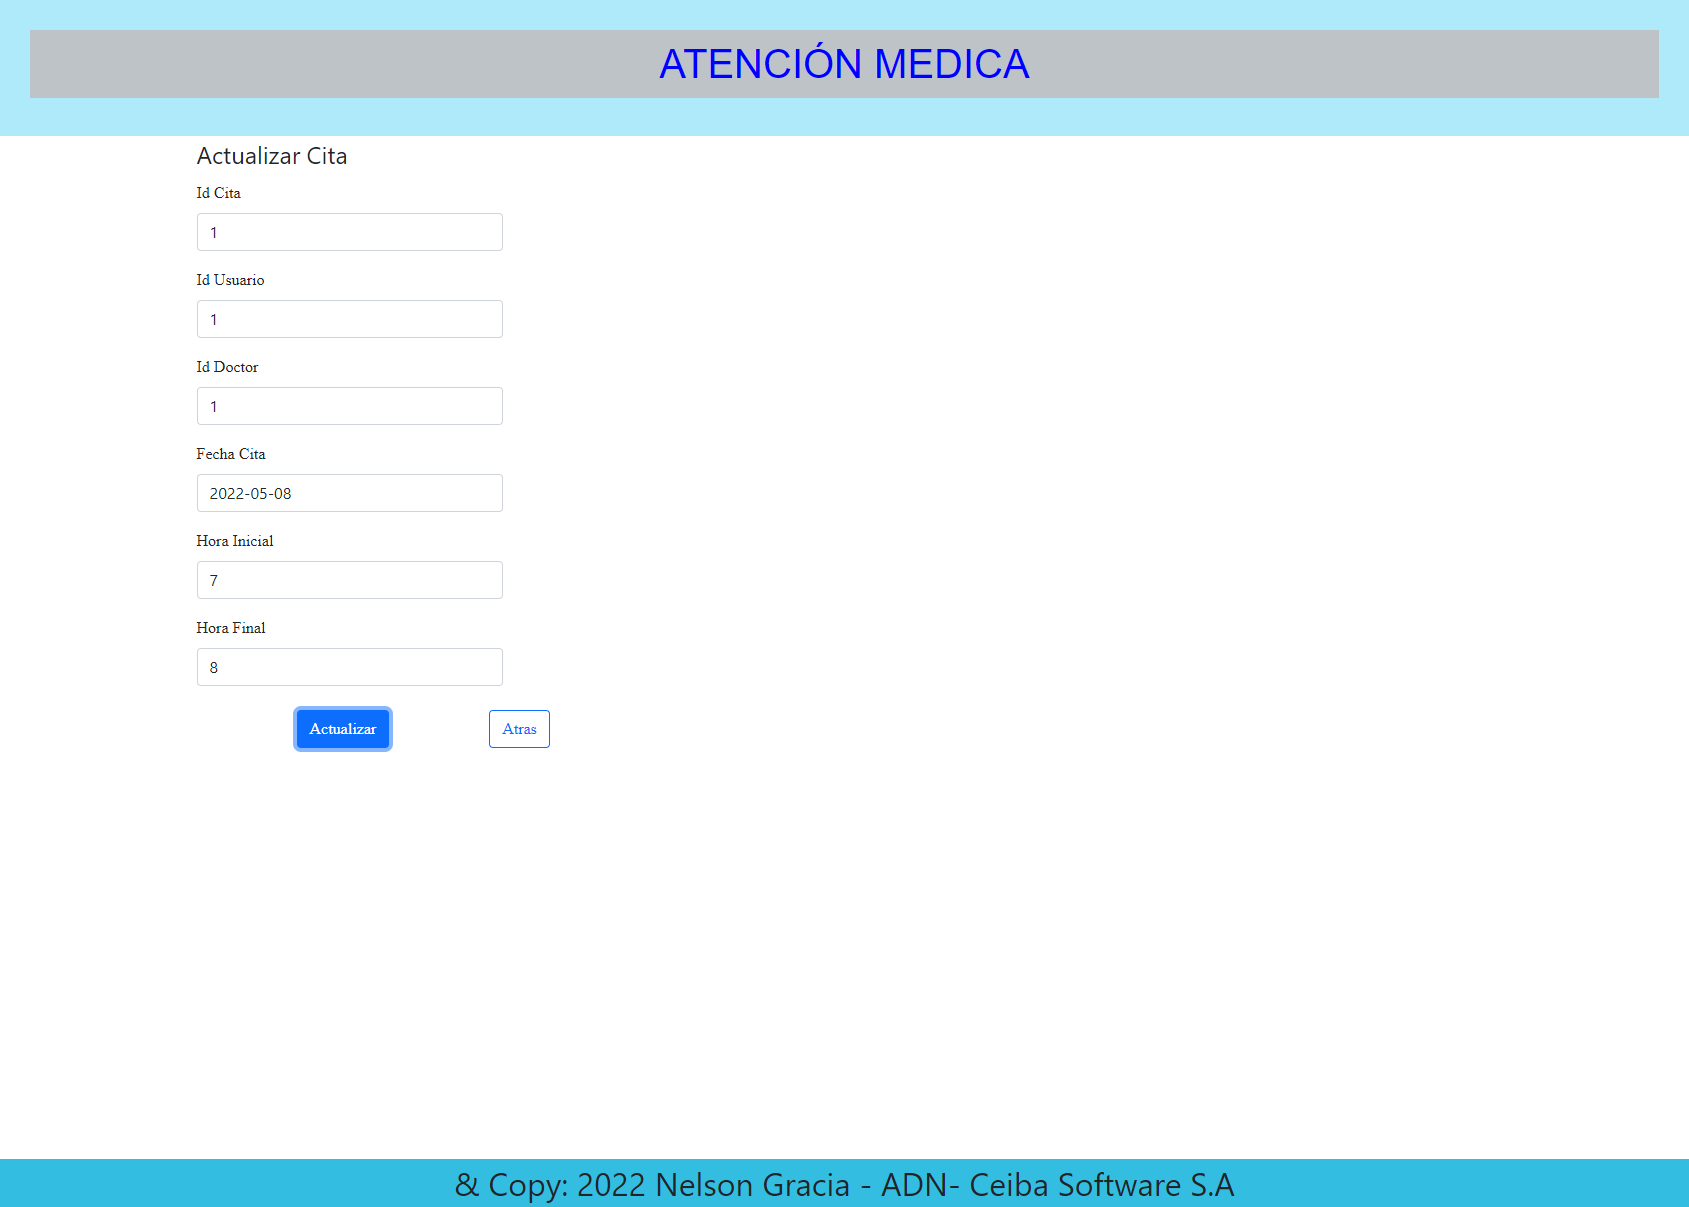 ATENCIÓN MEDICA
Actualizar Cita
Id Cita
1
Id Usuario
1
Id Doctor
1
Fecha Cita
2022-05-08
Hora Inicial
7
Hora Final
8
Actualizar Atras
& Copy: 2022 Nelson Gracia - ADN- Ceiba Software S.A